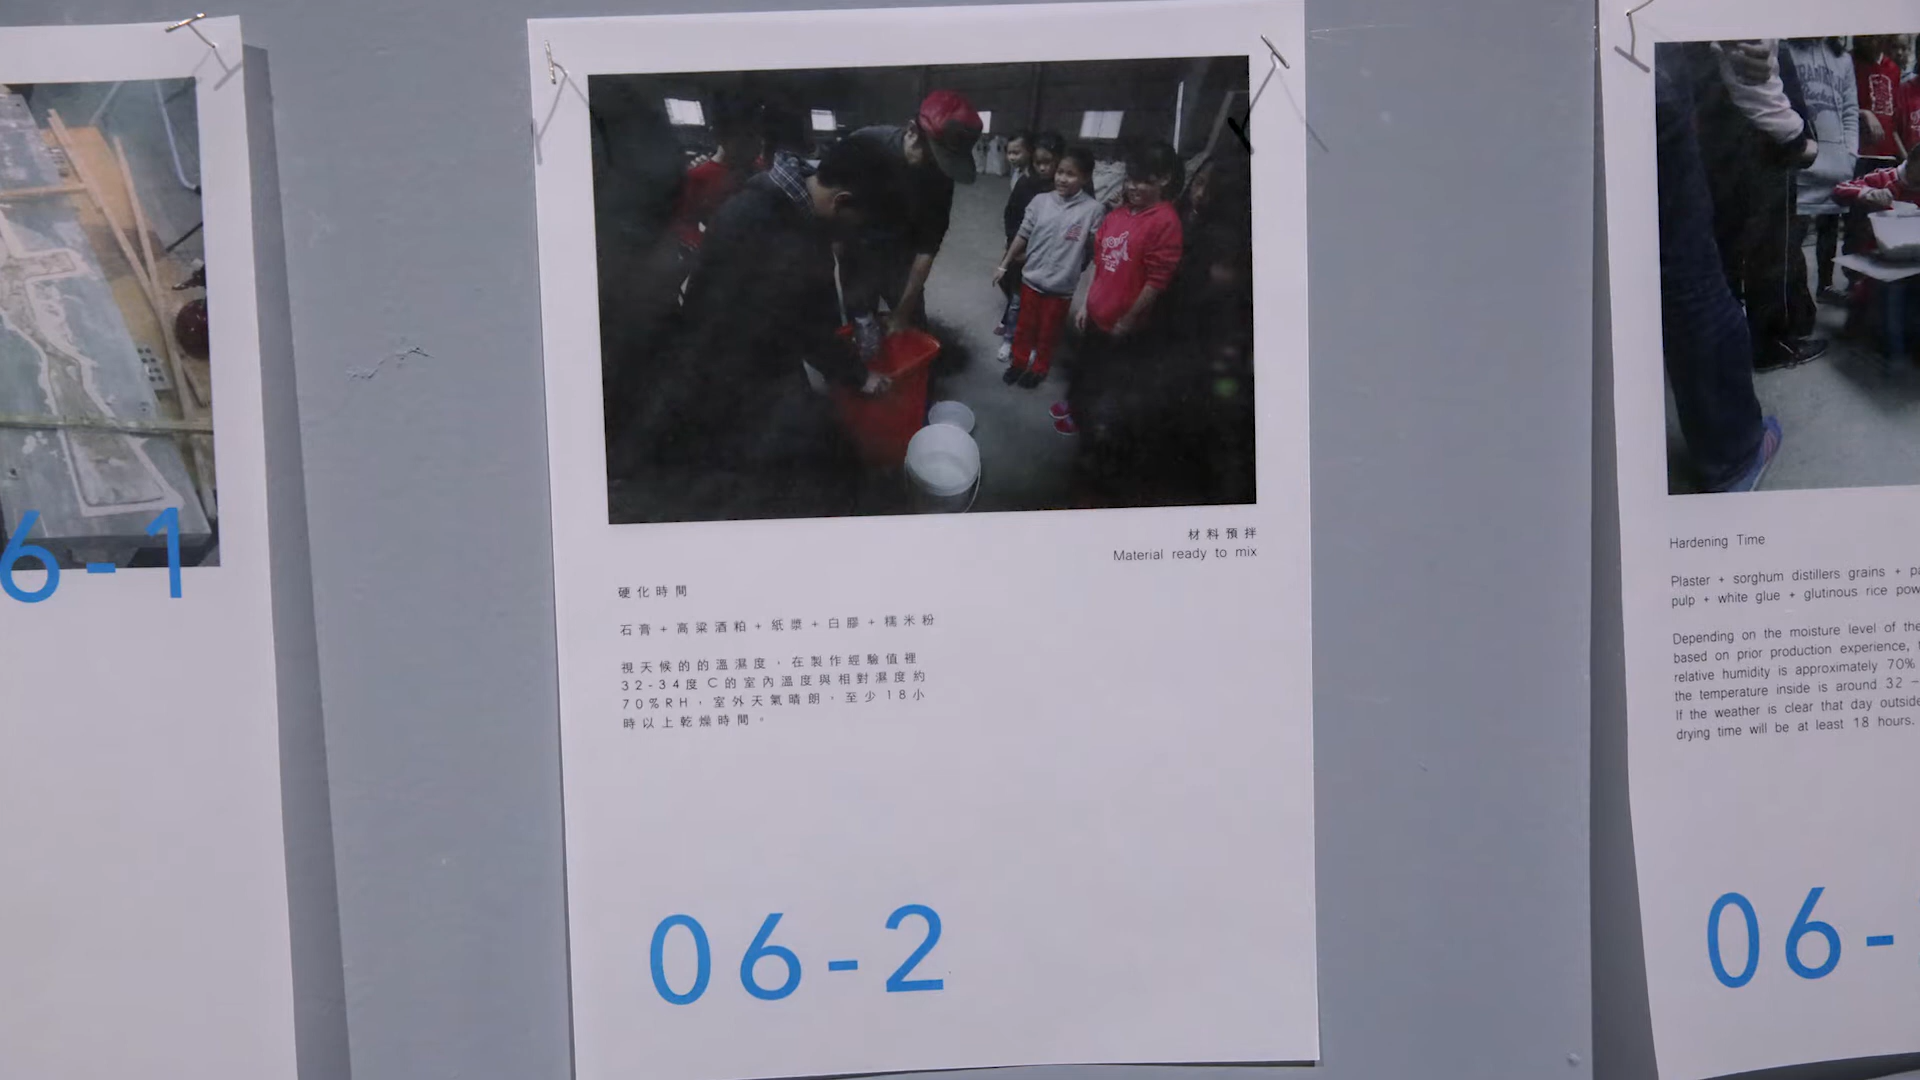 6-1
材料預拌
Material ready to mix
硬化時間
石膏+高粱酒粕+紙漿+白膠+糯米粉
視天候的的溫濕度，在製作經驗值裡
32-34度C的室內溫度與相對濕度約
70%RH，室外天氣晴朗，至少18小
時以上乾燥時間。
06-2
Hardening Time
Plaster + sorghum distillers grains +
pulp + white glue + glutinous rice
Depending on the moisture level of the
based on prior production experience,
relative humidity is approximately 70%
the temperature inside is around 32 –
If the weather is clear that day outside
drying time will be at least 18 hours.
06-